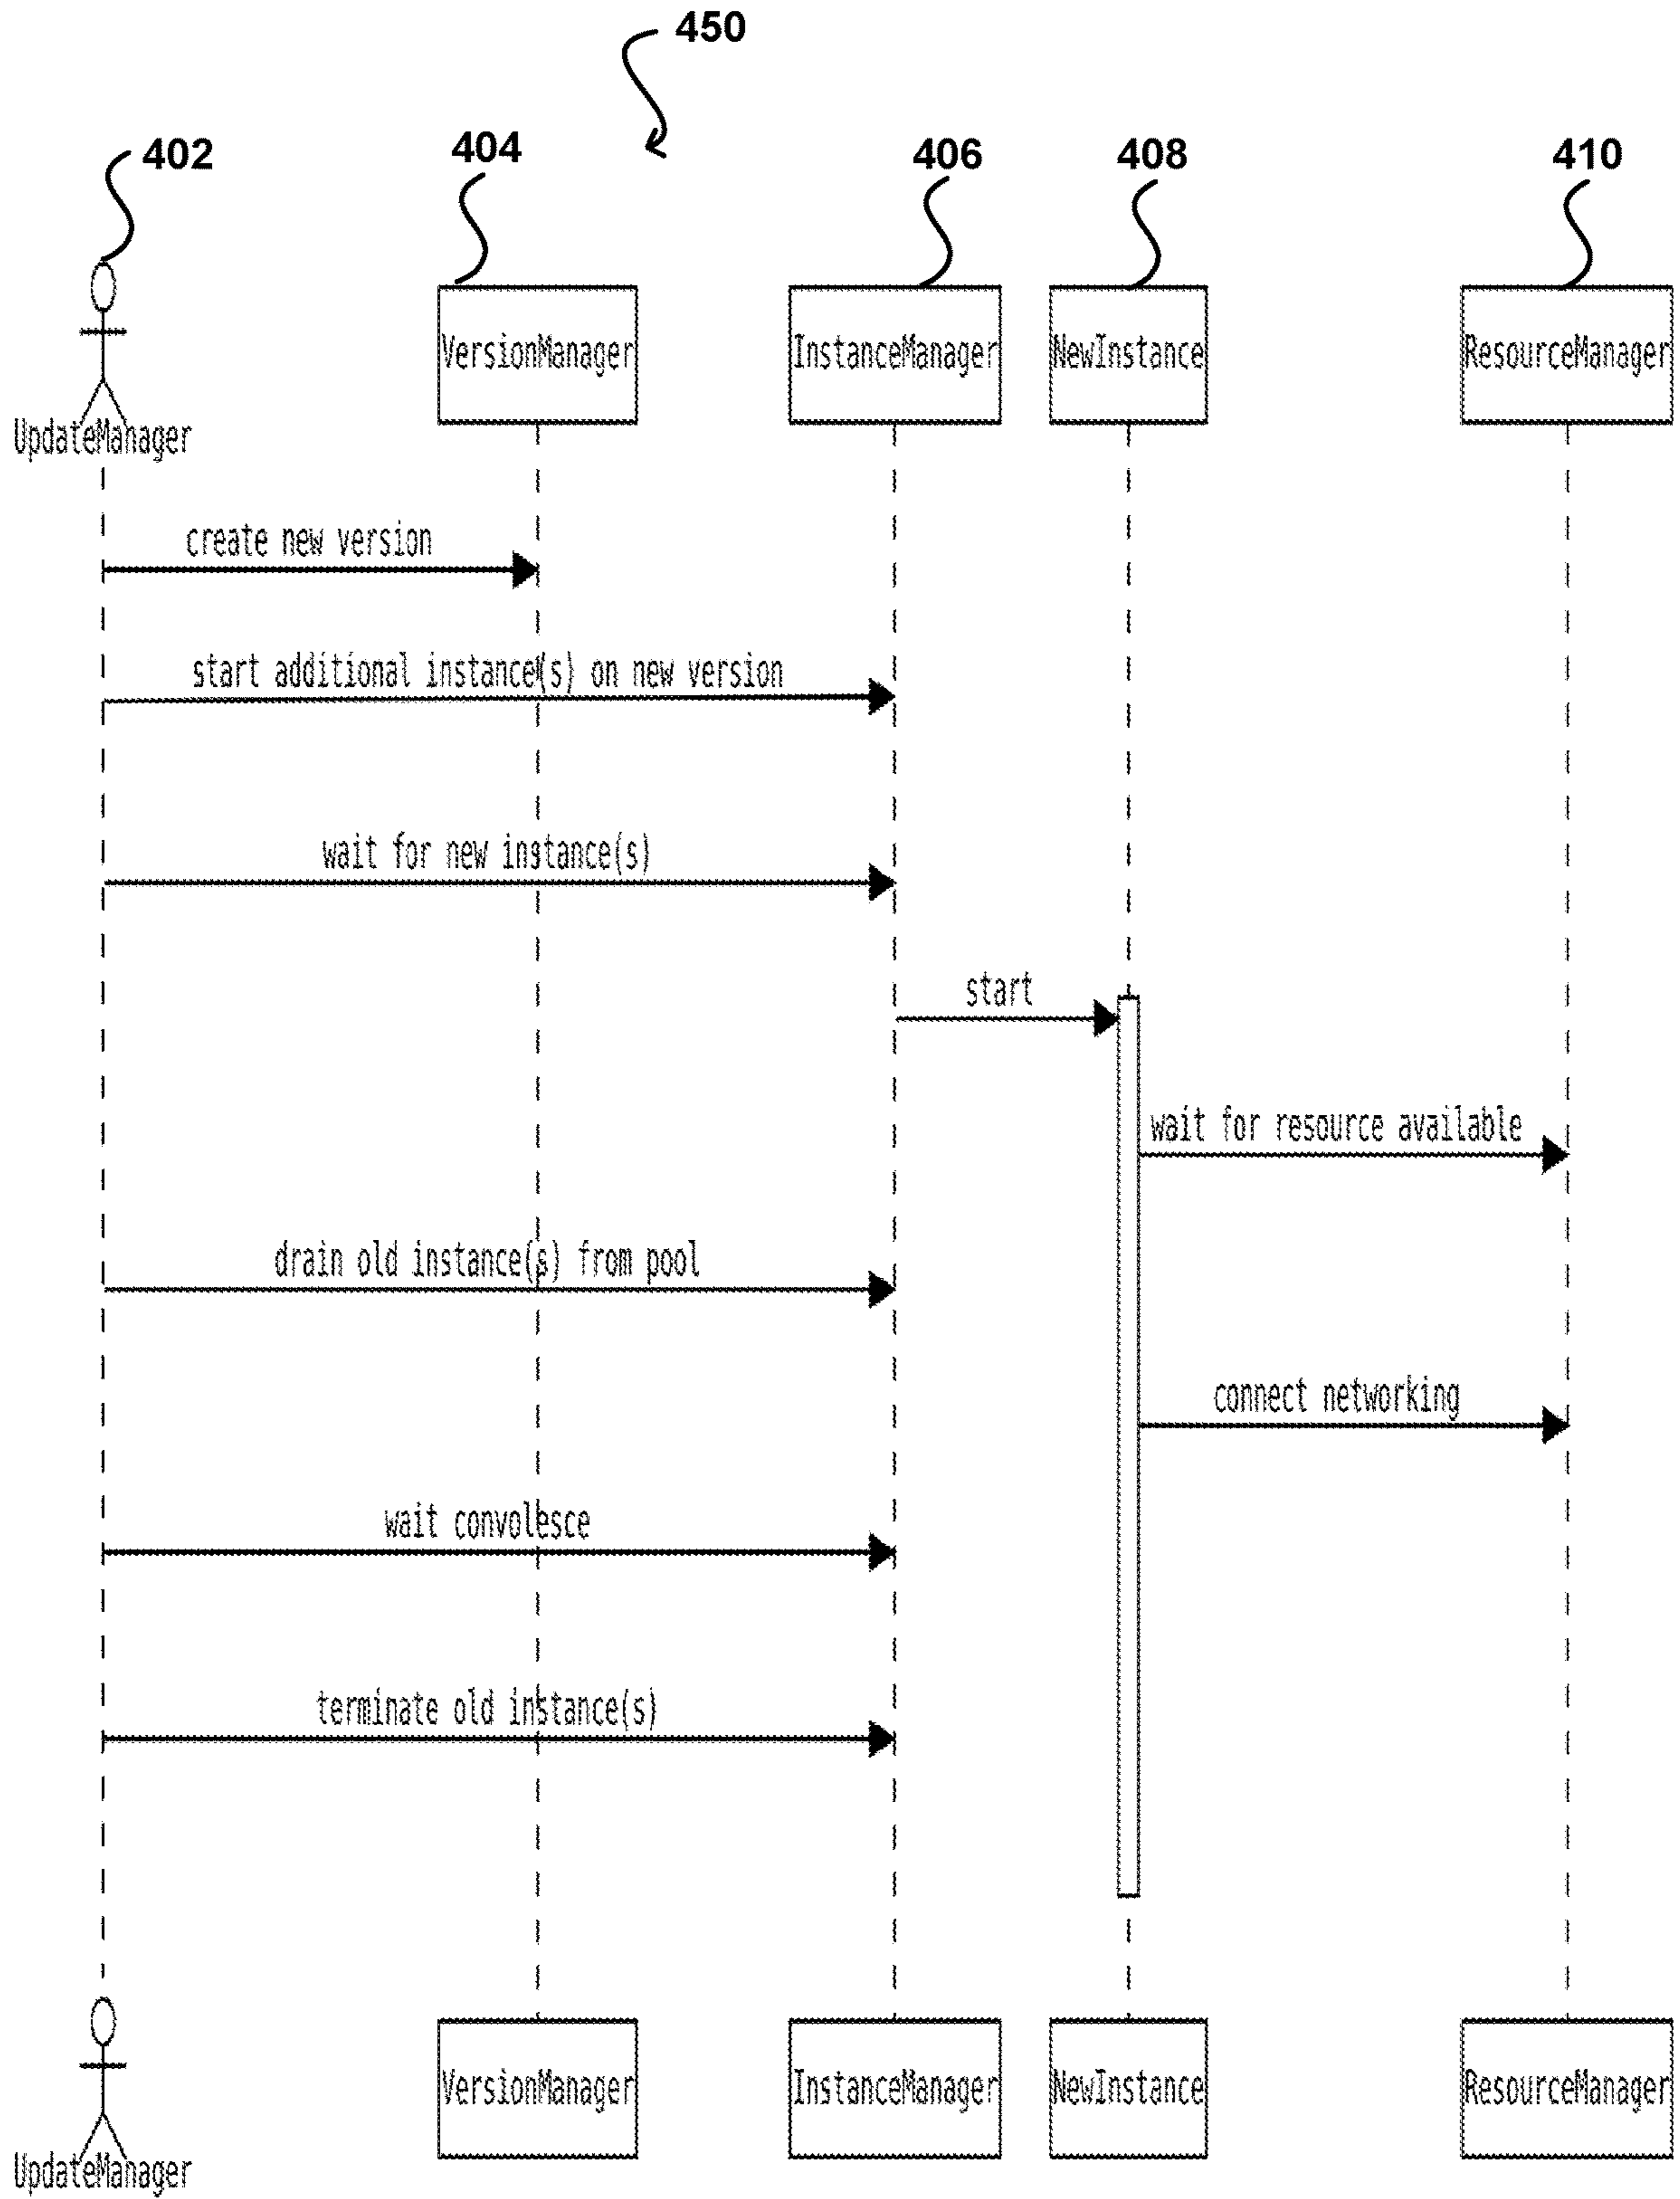 450
402
404
406
408
410
UpdateManager
VersionManager
InstanceManager
NewInstance
ResourceManager
create new version
start additional instance(s) on new version
wait for new instance(s)
start
wait for resource available
drain old instance(s) from pool
connect networking
wait convolesce
terminate old instance(s)
UpdateManager
VersionManager
InstanceManager
NewInstance
ResourceManager